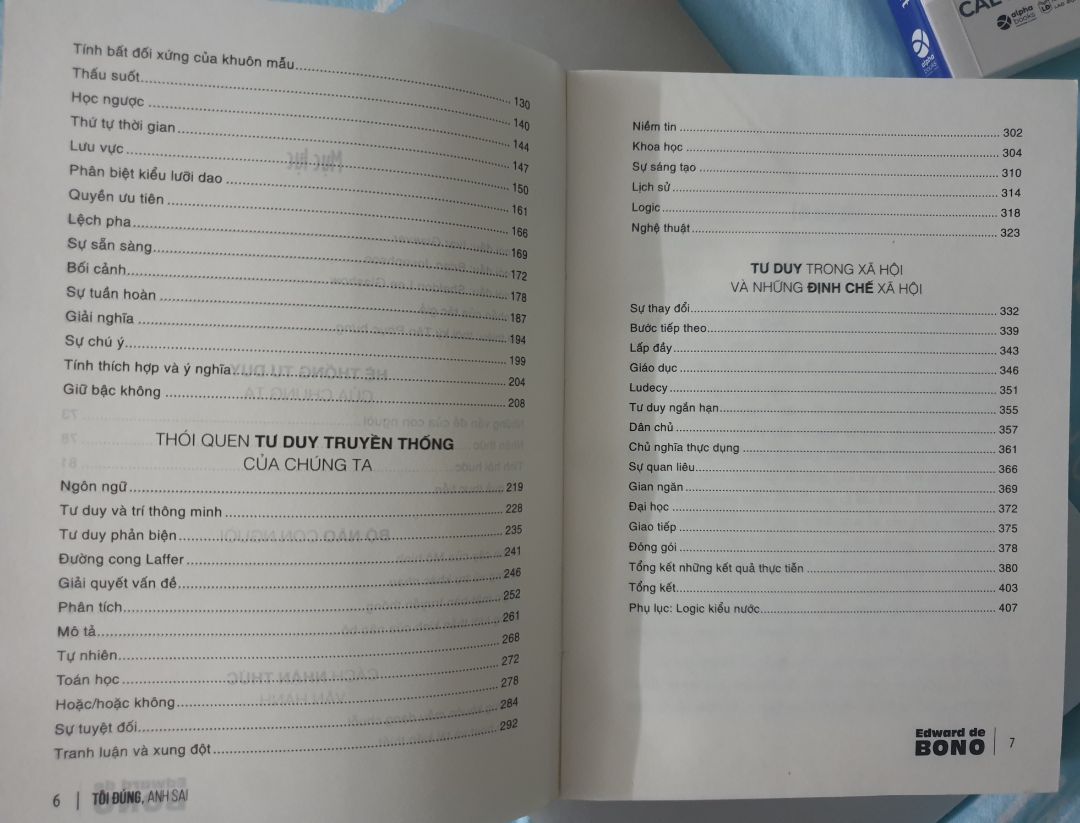 Tính bất đối xứng của khuôn mẫu 130
Thấu suốt 140
Học ngược 144
Thứ tự thời gian 147
Lưu vực 150
Phân biệt kiểu lưỡi dao 161
Quyền ưu tiên 166
Lệch pha 169
Sự sẵn sàng 172
Bối cảnh 178
Sự tuần hoàn 187
Giải nghĩa 194
Sự chú ý 199
Tính thích hợp và ý nghĩa 204
Giữ bậc không 208
THÓI QUEN TƯ DUY TRUYỀN THỐNG
CỦA CHÚNG TA
Ngôn ngữ 219
Tư duy và trí thông minh 228
Tư duy phản biện 235
Đường cong Laffer 241
Giải quyết vấn đề 246
Phân tích 252
Mô tả 261
Tự nhiên 268
Toán học 272
Hoặc/hoặc không 278
Sự tuyệt đối 284
Tranh luận và xung đột 292
6 | TÔI ĐÚNG, ANH SAI
Niềm tin 302
Khoa học 304
Sự sáng tạo 310
Lịch sử 314
Logic 318
Nghệ thuật 323
TƯ DUY TRONG XÃ HỘI
VÀ NHỮNG ĐỊNH CHẾ XÃ HỘI
Sự thay đổi 332
Bước tiếp theo 339
Lấp đầy 343
Giáo dục 346
Ludecy 351
Tư duy ngắn hạn 355
Dân chủ 357
Chủ nghĩa thực dụng 361
Sự quan liêu 366
Gian ngăn 369
Đại học 372
Giao tiếp 375
Đóng gói 378
Tổng kết những kết quả thực tiễn 380
Tổng kết 403
Phụ lục: Logic kiểu nước 407
Edward de
BONO | 7
alpha
books
alpha